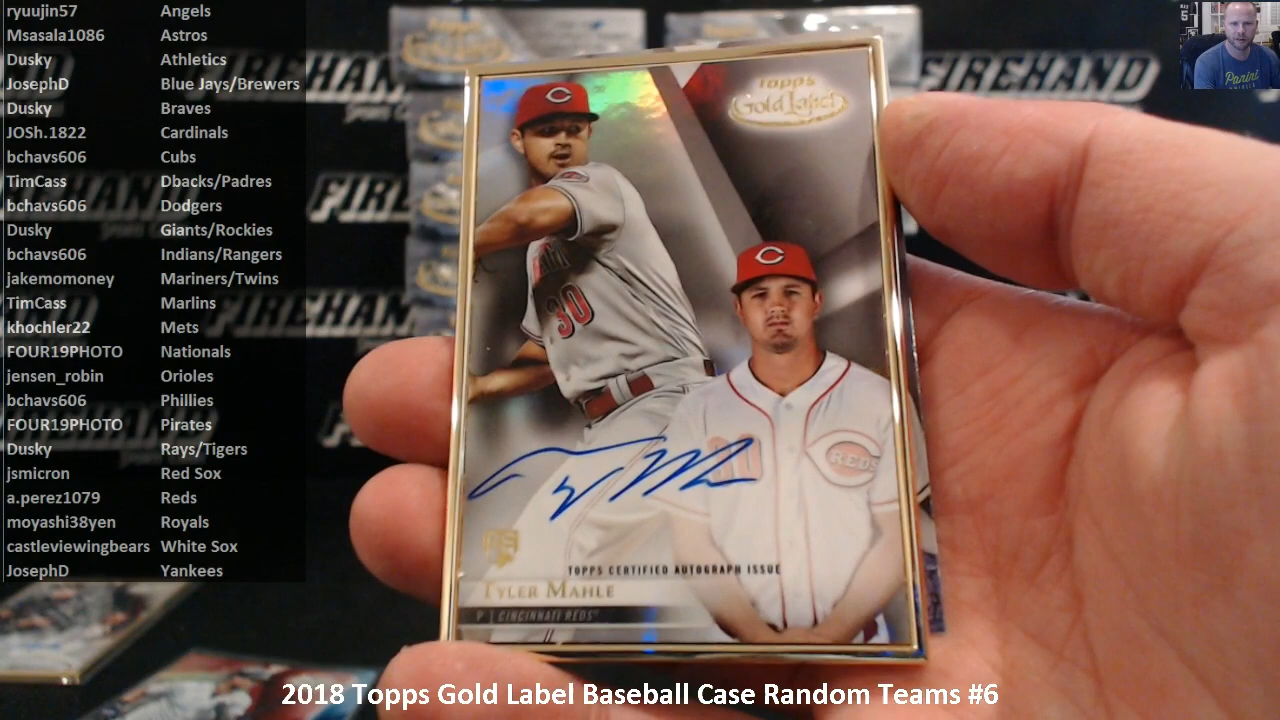 ryuujin57 Angels
Msasala1086 Astros
Dusky Athletics
JosephD Blue Jays/Brewers
Dusky Braves
JOSh.1822 Cardinals
bchavs606 Cubs
TimCass Dbacks/Padres
bchavs606 Dodgers
Dusky Giants/Rockies
bchavs606 Indians/Rangers
jakemomoney Mariners/Twins
TimCass Marlins
khochler22 Mets
FOUR19PHOTO Nationals
jensen_robin Orioles
bchavs606 Phillies
FOUR19PHOTO Pirates
Dusky Rays/Tigers
jsmicron Red Sox
a.perez1079 Reds
moyashi38yen Royals
castleviewingbears White Sox
JosephD Yankees
FIREHAND
Panini
Topps
Gold Label
C
30
C
REDS
RC
TOPPS CERTIFIED AUTOGRAPH ISSUE
TYLER MAHLE
P | CINCINNATI REDS
2018 Topps Gold Label Baseball Case Random Teams #6